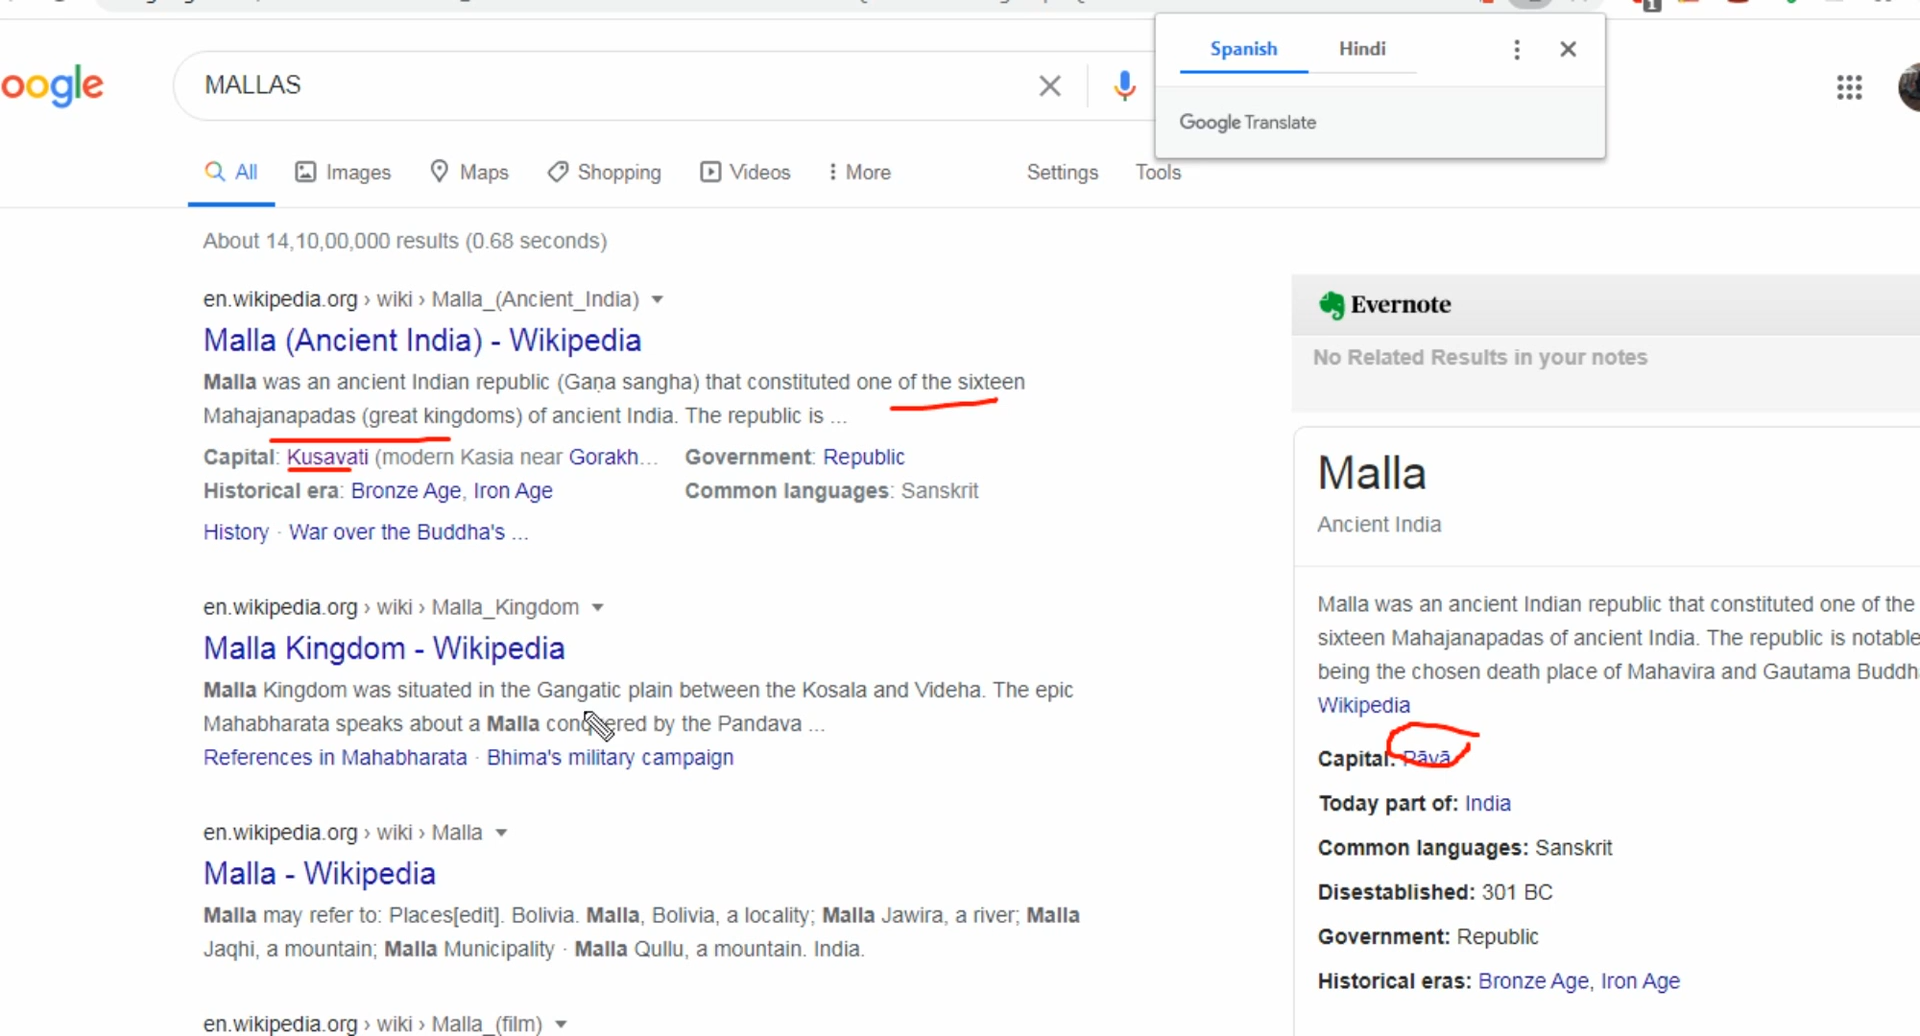 oogle
MALLAS
Spanish Hindi
Google Translate
All Images Maps Shopping Videos More Settings Tools
About 14,10,00,000 results (0.68 seconds)
en.wikipedia.org › wiki › Malla_(Ancient_India)
Malla (Ancient India) - Wikipedia
Malla was an ancient Indian republic (Gaṇa sangha) that constituted one of the sixteen
Mahajanapadas (great kingdoms) of ancient India. The republic is ...
Capital: Kusavati (modern Kasia near Gorakh... Government: Republic
Historical era: Bronze Age, Iron Age Common languages: Sanskrit
History · War over the Buddha's ...
en.wikipedia.org › wiki › Malla_Kingdom
Malla Kingdom - Wikipedia
Malla Kingdom was situated in the Gangatic plain between the Kosala and Videha. The epic
Mahabharata speaks about a Malla conquered by the Pandava ...
References in Mahabharata · Bhima's military campaign
en.wikipedia.org › wiki › Malla
Malla - Wikipedia
Malla may refer to: Places[edit]. Bolivia. Malla, Bolivia, a locality; Malla Jawira, a river; Malla
Jaqhi, a mountain; Malla Municipality · Malla Qullu, a mountain. India.
en.wikipedia.org › wiki › Malla_(film)
Evernote
No Related Results in your notes
Malla
Ancient India
Malla was an ancient Indian republic that constituted one of the
sixteen Mahajanapadas of ancient India. The republic is notable
being the chosen death place of Mahavira and Gautama Buddh
Wikipedia
Capital: Pāvā
Today part of: India
Common languages: Sanskrit
Disestablished: 301 BC
Government: Republic
Historical eras: Bronze Age, Iron Age